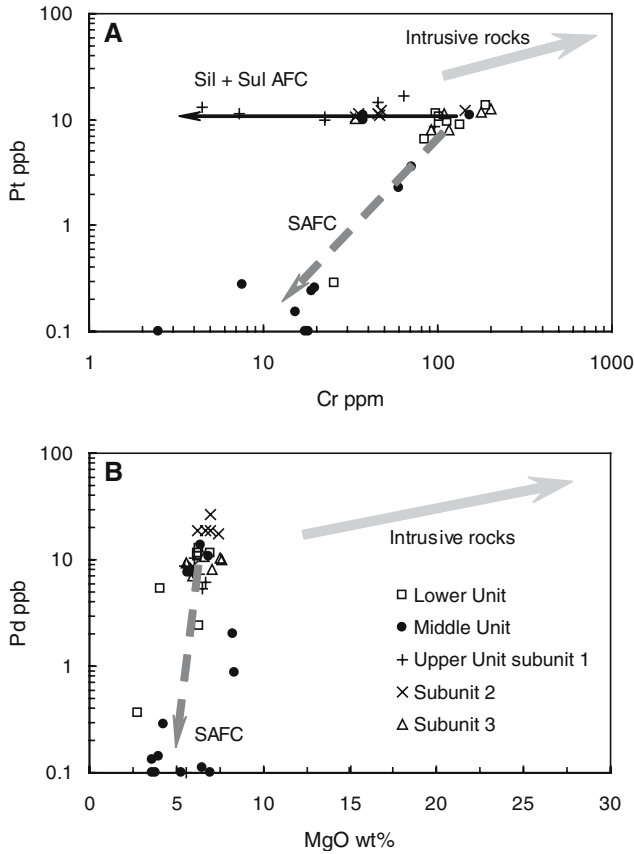 A
Intrusive rocks
Sil + Sul AFC
SAFC
Pt ppb
100
10
1
0.1
1 10 100 1000
Cr ppm
B
Intrusive rocks
Lower Unit
Middle Unit
Upper Unit subunit 1
Subunit 2
Subunit 3
SAFC
Pd ppb
100
10
1
0.1
0 5 10 15 20 25 30
MgO wt%